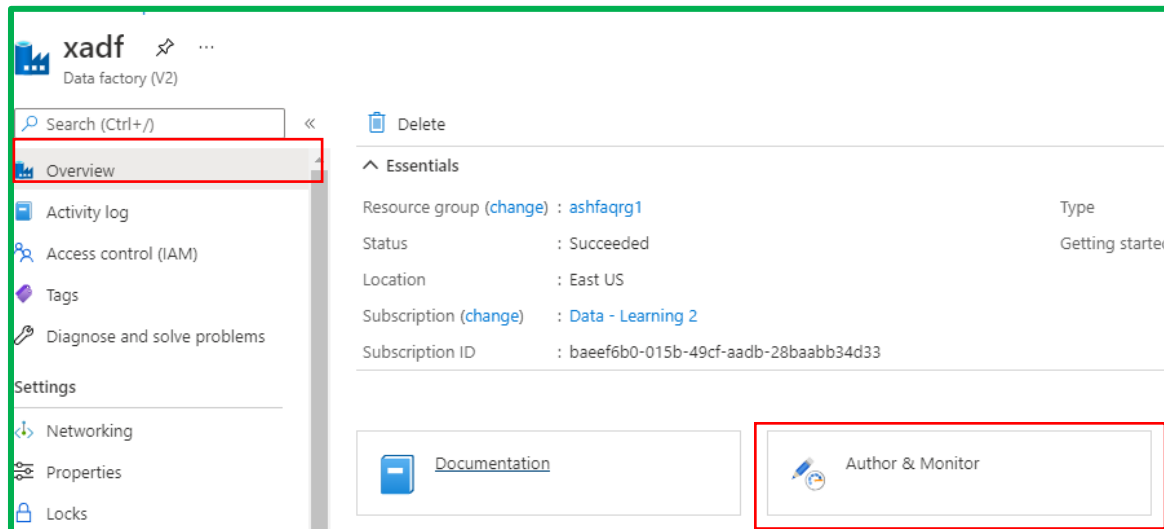 xadf ...
Data factory (V2)
Search (Ctrl+/) «
Overview
Activity log
Access control (IAM)
Tags
Diagnose and solve problems
Settings
Networking
Properties
Locks
Delete
Essentials
Resource group (change) : ashfaqrg1 Type
Status : Succeeded Getting started
Location : East US
Subscription (change) : Data - Learning 2
Subscription ID : baeef6b0-015b-49cf-aadb-28baabb34d33
Documentation
Author & Monitor